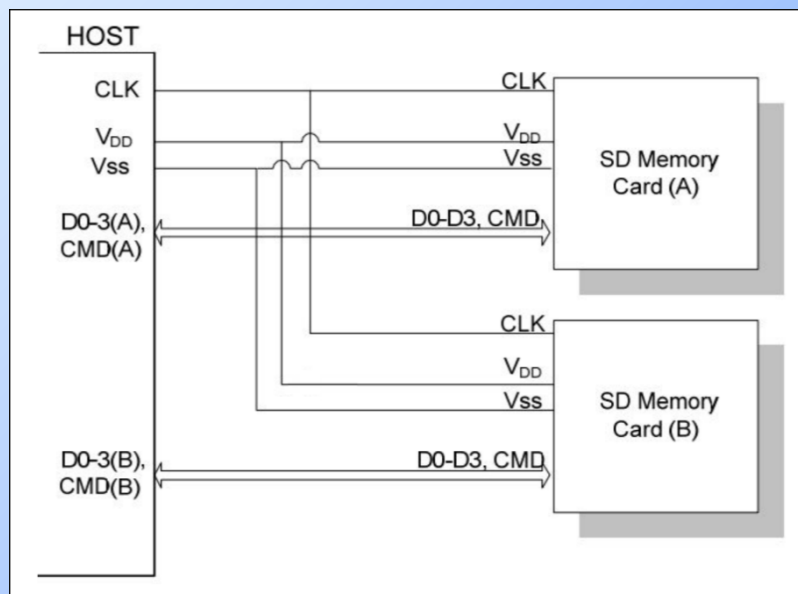 HOST
CLK
VDD
Vss
D0-3(A),
CMD(A)
CLK
VDD
Vss
D0-D3, CMD
SD Memory
Card (A)
CLK
VDD
Vss
D0-D3, CMD
SD Memory
Card (B)
D0-3(B),
CMD(B)